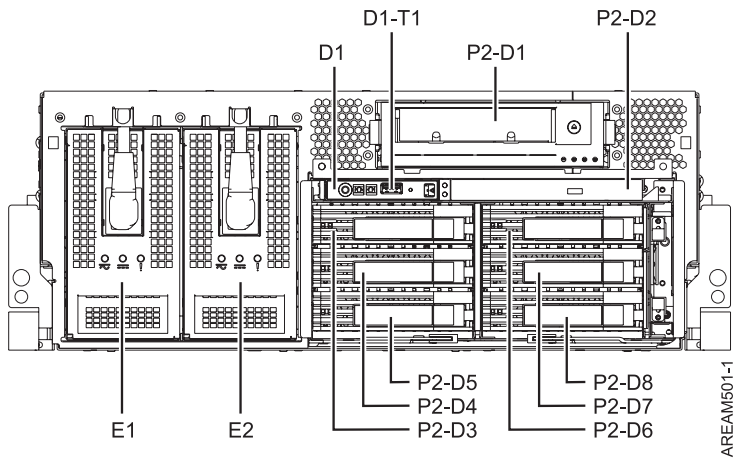 D1-T1
D1
P2-D1
P2-D2
P2-D5
P2-D8
P2-D4
P2-D7
E1
E2
P2-D3
P2-D6
AREAM501-1